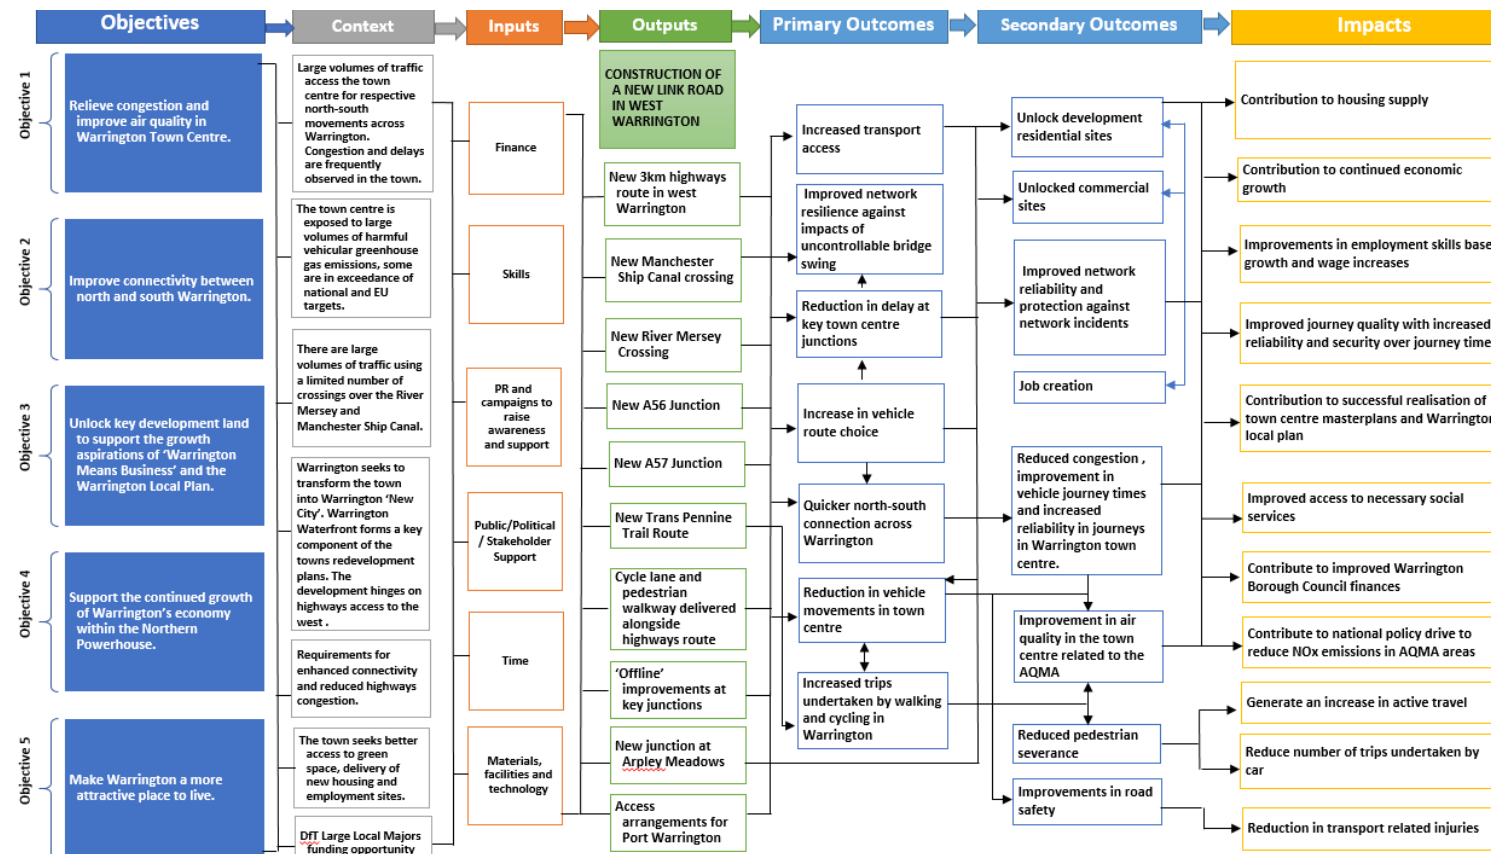 Objectives
Context
Inputs
Outputs
Primary Outcomes
Secondary Outcomes
Impacts
Objective 1
Relieve congestion and
improve air quality in
Warrington Town Centre.
Objective 2
Improve connectivity between
north and south Warrington.
Objective 3
Unlock key development land
to support the growth
aspirations of 'Warrington
Means Business' and the
Warrington Local Plan.
Objective 4
Support the continued growth
of Warrington's economy
within the Northern
Powerhouse.
Objective 5
Make Warrington a more
attractive place to live.
Large volumes of traffic
access the town
centre for respective
north-south
movements across
Warrington.
Congestion and delays
are frequently
observed in the town.
The town centre is
exposed to large
volumes of harmful
vehicular greenhouse
gas emissions, some
are in exceedance of
national and EU
targets.
There are large
volumes of traffic using
a limited number of
crossings over the River
Mersey and
Manchester Ship Canal.
Warrington seeks to
transform the town
into Warrington 'New
City'. Warrington
Waterfront forms a key
component of the
towns redevelopment
plans. The
development hinges on
highways access to the
west .
Requirements for
enhanced connectivity
and reduced highways
congestion.
The town seeks better
access to green
space, delivery of
new housing and
employment sites.
DfT Large Local Majors
funding opportunity
Finance
Skills
PR and
campaigns to
raise
awareness
and support
Public/Political
/ Stakeholder
Support
Time
Materials,
facilities and
technology
CONSTRUCTION OF
A NEW LINK ROAD
IN WEST
WARRINGTON
New 3km highways
route in west
Warrington
New Manchester
Ship Canal crossing
New River Mersey
Crossing
New A56 Junction
New A57 Junction
New Trans Pennine
Trail Route
Cycle lane and
pedestrian
walkway delivered
alongside
highways route
'Offline'
improvements at
key junctions
New junction at
Arpley Meadows
Access
arrangements for
Port Warrington
Increased transport
access
Improved network
resilience against
impacts of
uncontrollable bridge
swing
Reduction in delay at
key town centre
junctions
Increase in vehicle
route choice
Quicker north-south
connection across
Warrington
Reduction in vehicle
movements in town
centre
Increased trips
undertaken by walking
and cycling in
Warrington
Unlock development
residential sites
Unlocked commercial
sites
Improved network
reliability and
protection against
network incidents
Job creation
Reduced congestion ,
improvement in
vehicle journey times
and increased
reliability in journeys
in Warrington town
centre.
Improvement in air
quality in the town
centre related to the
AQMA
Reduced pedestrian
severance
Improvements in road
safety
Contribution to housing supply
Contribution to continued economic
growth
Improvements in employment skills base
growth and wage increases
Improved journey quality with increased
reliability and security over journey time
Contribution to successful realisation of
town centre masterplans and Warrington
local plan
Improved access to necessary social
services
Contribute to improved Warrington
Borough Council finances
Contribute to national policy drive to
reduce NOx emissions in AQMA areas
Generate an increase in active travel
Reduce number of trips undertaken by
car
Reduction in transport related injuries